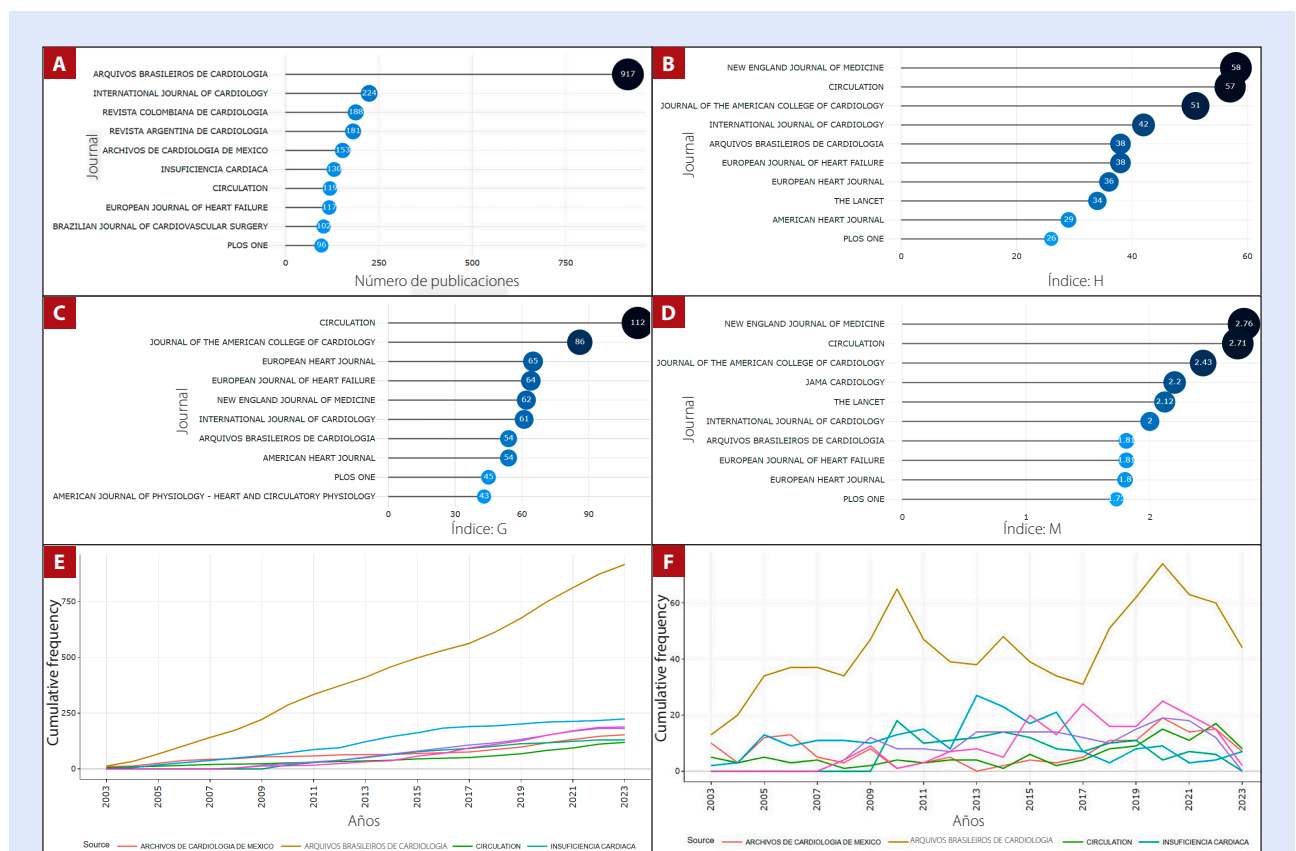 A
ARQUIVOS BRASILEIROS DE CARDIOLOGIA
917
INTERNATIONAL JOURNAL OF CARDIOLOGY
224
REVISTA COLOMBIANA DE CARDIOLOGIA
188
REVISTA ARGENTINA DE CARDIOLOGIA
181
ARCHIVOS DE CARDIOLOGIA DE MEXICO
153
INSUFICIENCIA CARDIACA
130
CIRCULATION
119
EUROPEAN JOURNAL OF HEART FAILURE
117
BRAZILIAN JOURNAL OF CARDIOVASCULAR SURGERY
102
PLOS ONE
96
Journal
0 250 500 750
Número de publicaciones
B
NEW ENGLAND JOURNAL OF MEDICINE
58
CIRCULATION
57
JOURNAL OF THE AMERICAN COLLEGE OF CARDIOLOGY
51
INTERNATIONAL JOURNAL OF CARDIOLOGY
42
ARQUIVOS BRASILEIROS DE CARDIOLOGIA
38
EUROPEAN JOURNAL OF HEART FAILURE
38
EUROPEAN HEART JOURNAL
36
THE LANCET
34
AMERICAN HEART JOURNAL
29
PLOS ONE
26
Journal
0 20 40 60
Índice: H
C
CIRCULATION
112
JOURNAL OF THE AMERICAN COLLEGE OF CARDIOLOGY
86
EUROPEAN HEART JOURNAL
65
EUROPEAN JOURNAL OF HEART FAILURE
64
NEW ENGLAND JOURNAL OF MEDICINE
62
INTERNATIONAL JOURNAL OF CARDIOLOGY
61
ARQUIVOS BRASILEIROS DE CARDIOLOGIA
54
AMERICAN HEART JOURNAL
54
PLOS ONE
45
AMERICAN JOURNAL OF PHYSIOLOGY - HEART AND CIRCULATORY PHYSIOLOGY
43
Journal
0 30 60 90
Índice: G
D
NEW ENGLAND JOURNAL OF MEDICINE
2.76
CIRCULATION
2.71
JOURNAL OF THE AMERICAN COLLEGE OF CARDIOLOGY
2.43
JAMA CARDIOLOGY
2.2
THE LANCET
2.12
INTERNATIONAL JOURNAL OF CARDIOLOGY
2
ARQUIVOS BRASILEIROS DE CARDIOLOGIA
1.81
EUROPEAN JOURNAL OF HEART FAILURE
1.81
EUROPEAN HEART JOURNAL
1.8
PLOS ONE
Journal
0 1 2
Índice: M
E
Cumulative frequency
750
500
250
0
2003 2005 2007 2009 2011 2013 2015 2017 2019 2021 2023
Años
Source ARCHIVOS DE CARDIOLOGIA DE MEXICO ARQUIVOS BRASILEIROS DE CARDIOLOGIA CIRCULATION INSUFICIENCIA CARDIACA
F
Cumulative frequency
60
40
20
0
2003 2005 2007 2009 2011 2013 2015 2017 2019 2021 2023
Años
Source ARCHIVOS DE CARDIOLOGIA DE MEXICO ARQUIVOS BRASILEIROS DE CARDIOLOGIA CIRCULATION INSUFICIENCIA CARDIACA